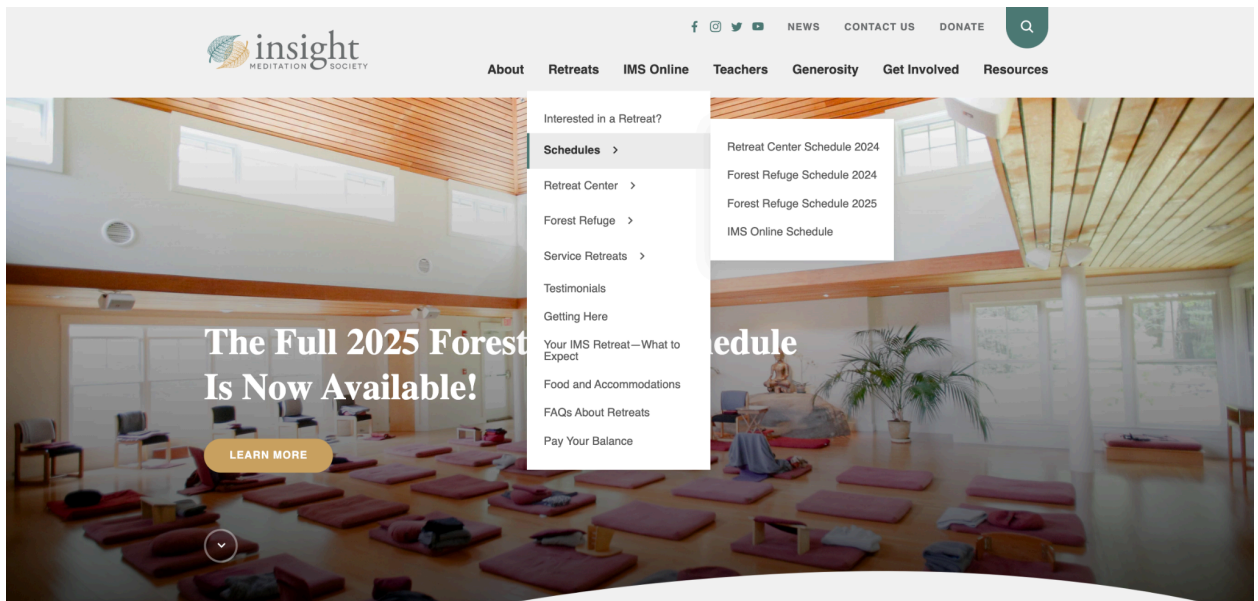 insight
MEDITATION SOCIETY
NEWS CONTACT US DONATE
About Retreats IMS Online Teachers Generosity Get Involved Resources
Interested in a Retreat?
Schedules
Retreat Center
Forest Refuge
Service Retreats
Testimonials
Getting Here
Your IMS Retreat—What to
Expect
Food and Accommodations
FAQs About Retreats
Pay Your Balance
Retreat Center Schedule 2024
Forest Refuge Schedule 2024
Forest Refuge Schedule 2025
IMS Online Schedule
The Full 2025 Forest edule
Is Now Available!
LEARN MORE